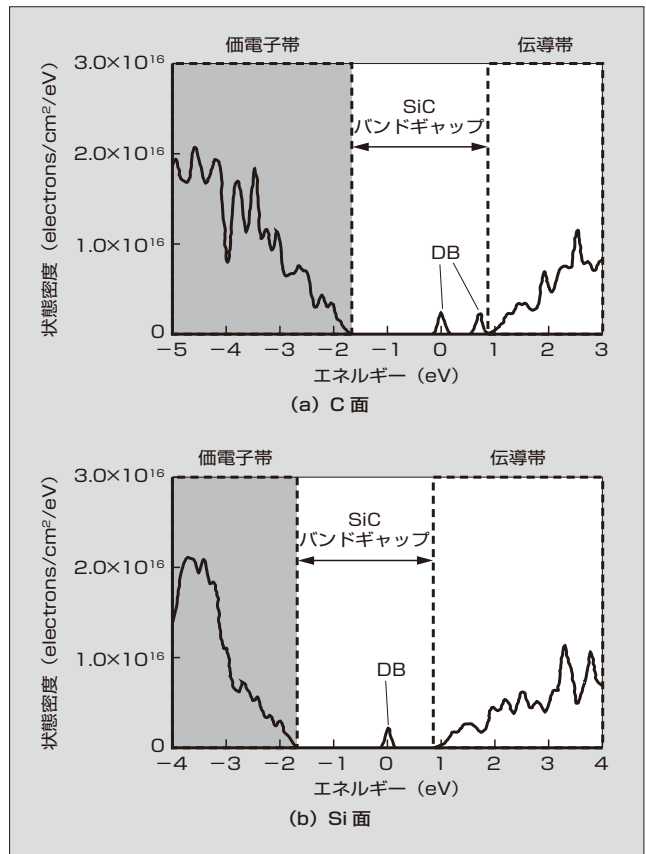 価電子帯 伝導帯
3.0×10¹⁶
2.0×10¹⁶
1.0×10¹⁶
0
状態密度（electrons/cm²/eV）
SiC
バンドギャップ
DB
−5 −4 −3 −2 −1 0 1 2 3
エネルギー（eV）
(a) C 面
価電子帯 伝導帯
3.0×10¹⁶
2.0×10¹⁶
1.0×10¹⁶
0
状態密度（electrons/cm²/eV）
SiC
バンドギャップ
DB
−4 −3 −2 −1 0 1 2 3 4
エネルギー（eV）
(b) Si 面